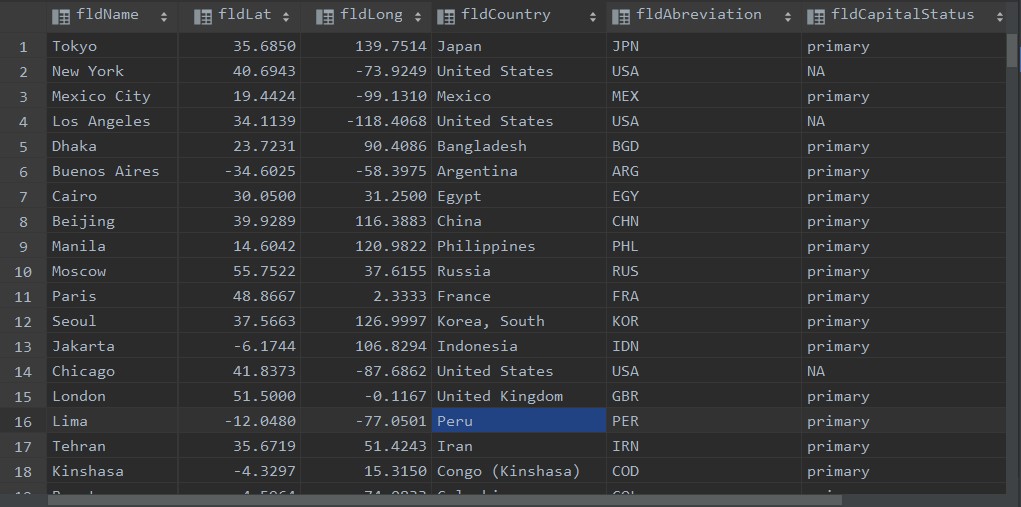 fldName fldLat fldLong fldCountry fldAbreviation fldCapitalStatus
1 Tokyo 35.6850 139.7514 Japan JPN primary
2 New York 40.6943 -73.9249 United States USA NA
3 Mexico City 19.4424 -99.1310 Mexico MEX primary
4 Los Angeles 34.1139 -118.4068 United States USA NA
5 Dhaka 23.7231 90.4086 Bangladesh BGD primary
6 Buenos Aires -34.6025 -58.3975 Argentina ARG primary
7 Cairo 30.0500 31.2500 Egypt EGY primary
8 Beijing 39.9289 116.3883 China CHN primary
9 Manila 14.6042 120.9822 Philippines PHL primary
10 Moscow 55.7522 37.6155 Russia RUS primary
11 Paris 48.8667 2.3333 France FRA primary
12 Seoul 37.5663 126.9997 Korea, South KOR primary
13 Jakarta -6.1744 106.8294 Indonesia IDN primary
14 Chicago 41.8373 -87.6862 United States USA NA
15 London 51.5000 -0.1167 United Kingdom GBR primary
16 Lima -12.0480 -77.0501 Peru PER primary
17 Tehran 35.6719 51.4243 Iran IRN primary
18 Kinshasa -4.3297 15.3150 Congo (Kinshasa) COD primary